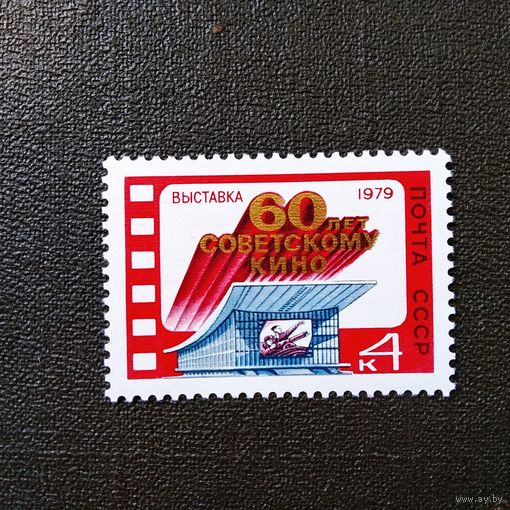 ВЫСТАВКА
1979
60 ЛЕТ
СОВЕТСКОМУ
КИНО
ПОЧТА СССР
4 К
www.ay.by